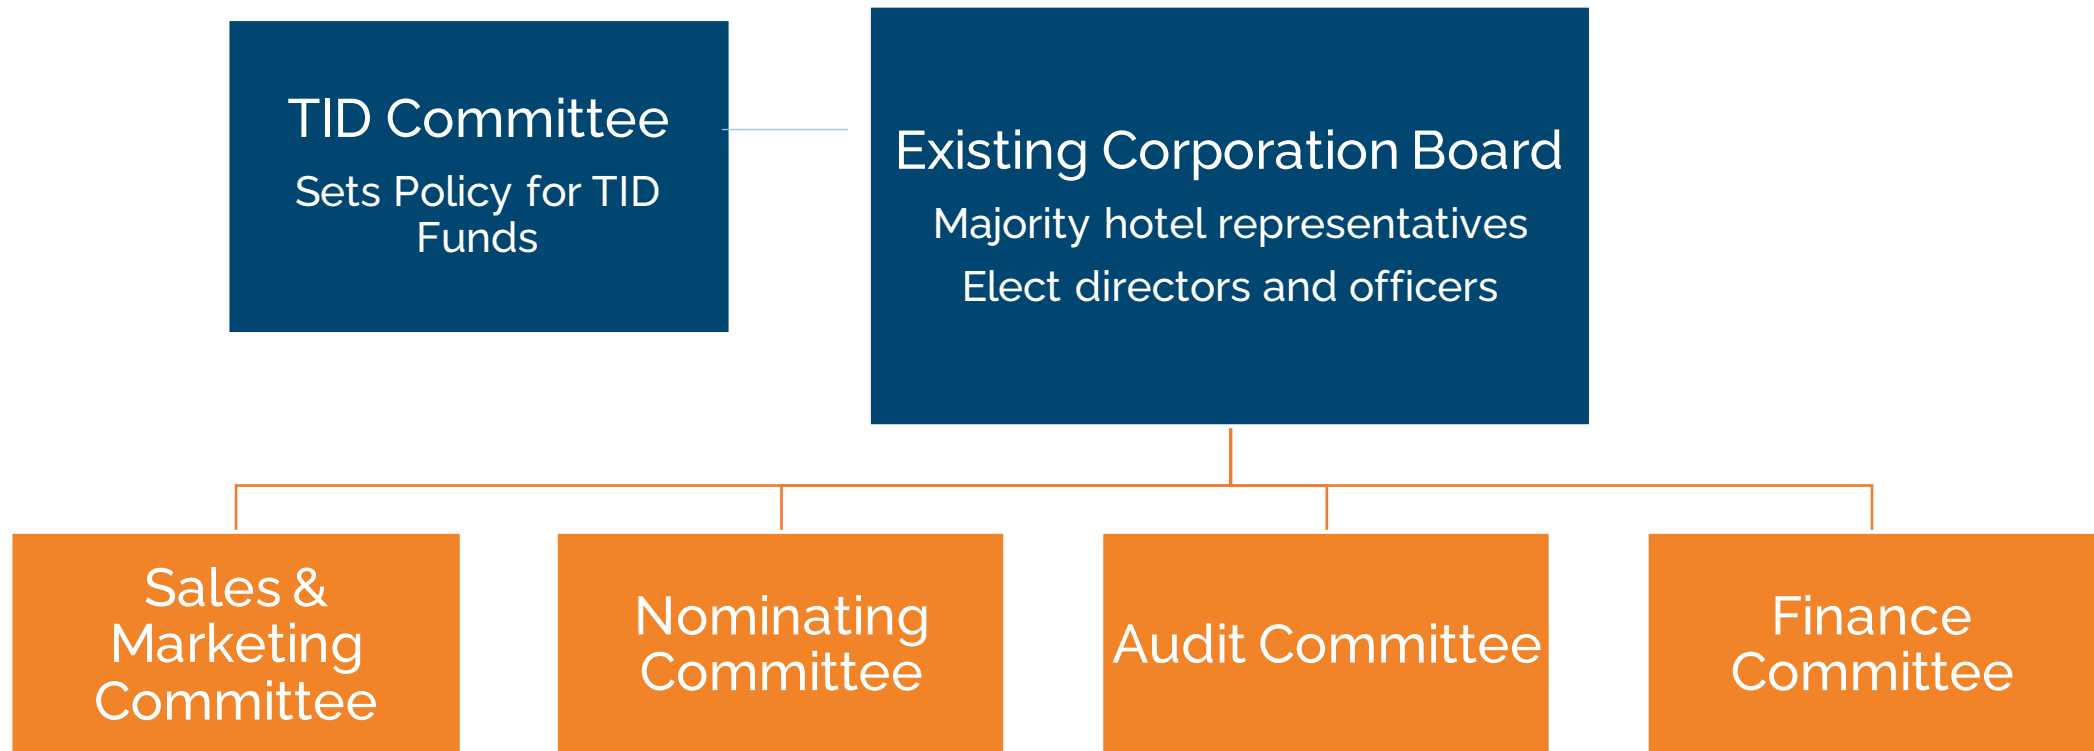 TID Committee
Sets Policy for TID
Funds
Existing Corporation Board
Majority hotel representatives
Elect directors and officers
Sales &
Marketing
Committee
Nominating
Committee
Audit Committee
Finance
Committee